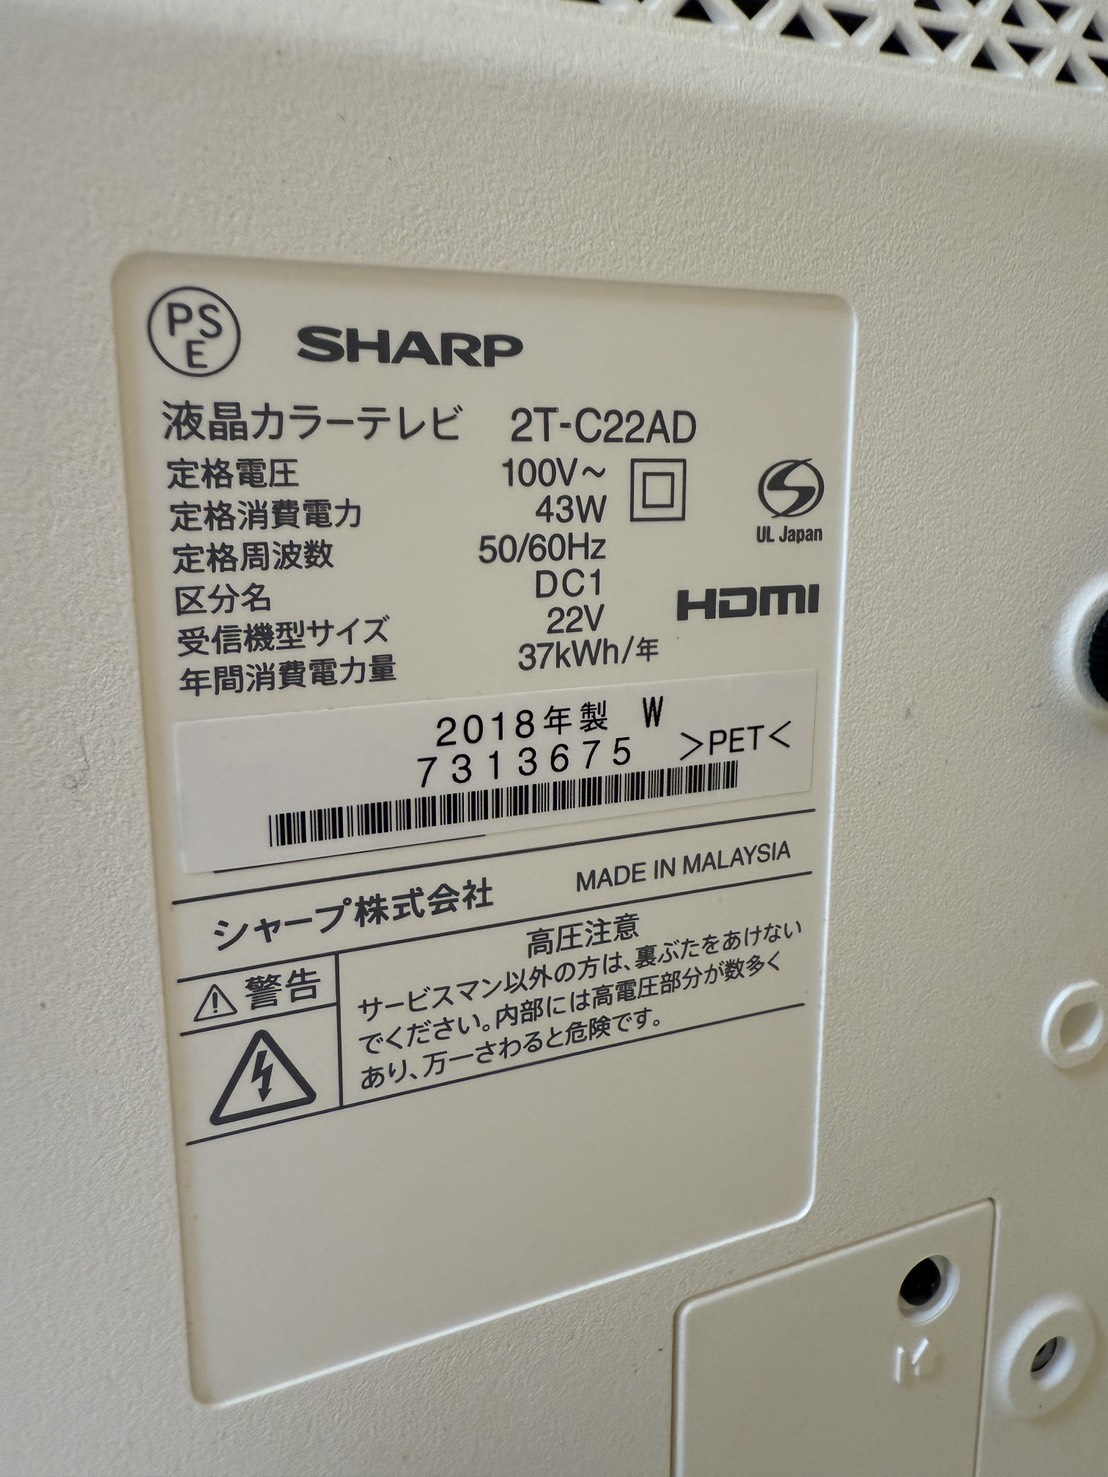 PS
E
SHARP
液晶カラーテレビ 2T-C22AD
定格電圧 100V～
定格消費電力 43W
定格周波数 50/60Hz
区分名 DC1
受信機型サイズ 22V
年間消費電力量 37kWh/年
UL Japan
HDMI
2018年製 W
7313675 >PET<
シャープ株式会社 MADE IN MALAYSIA
警告
高圧注意
サービスマン以外の方は、裏ぶたをあけない
でください。内部には高電圧部分が数多く
あり、万一さわると危険です。